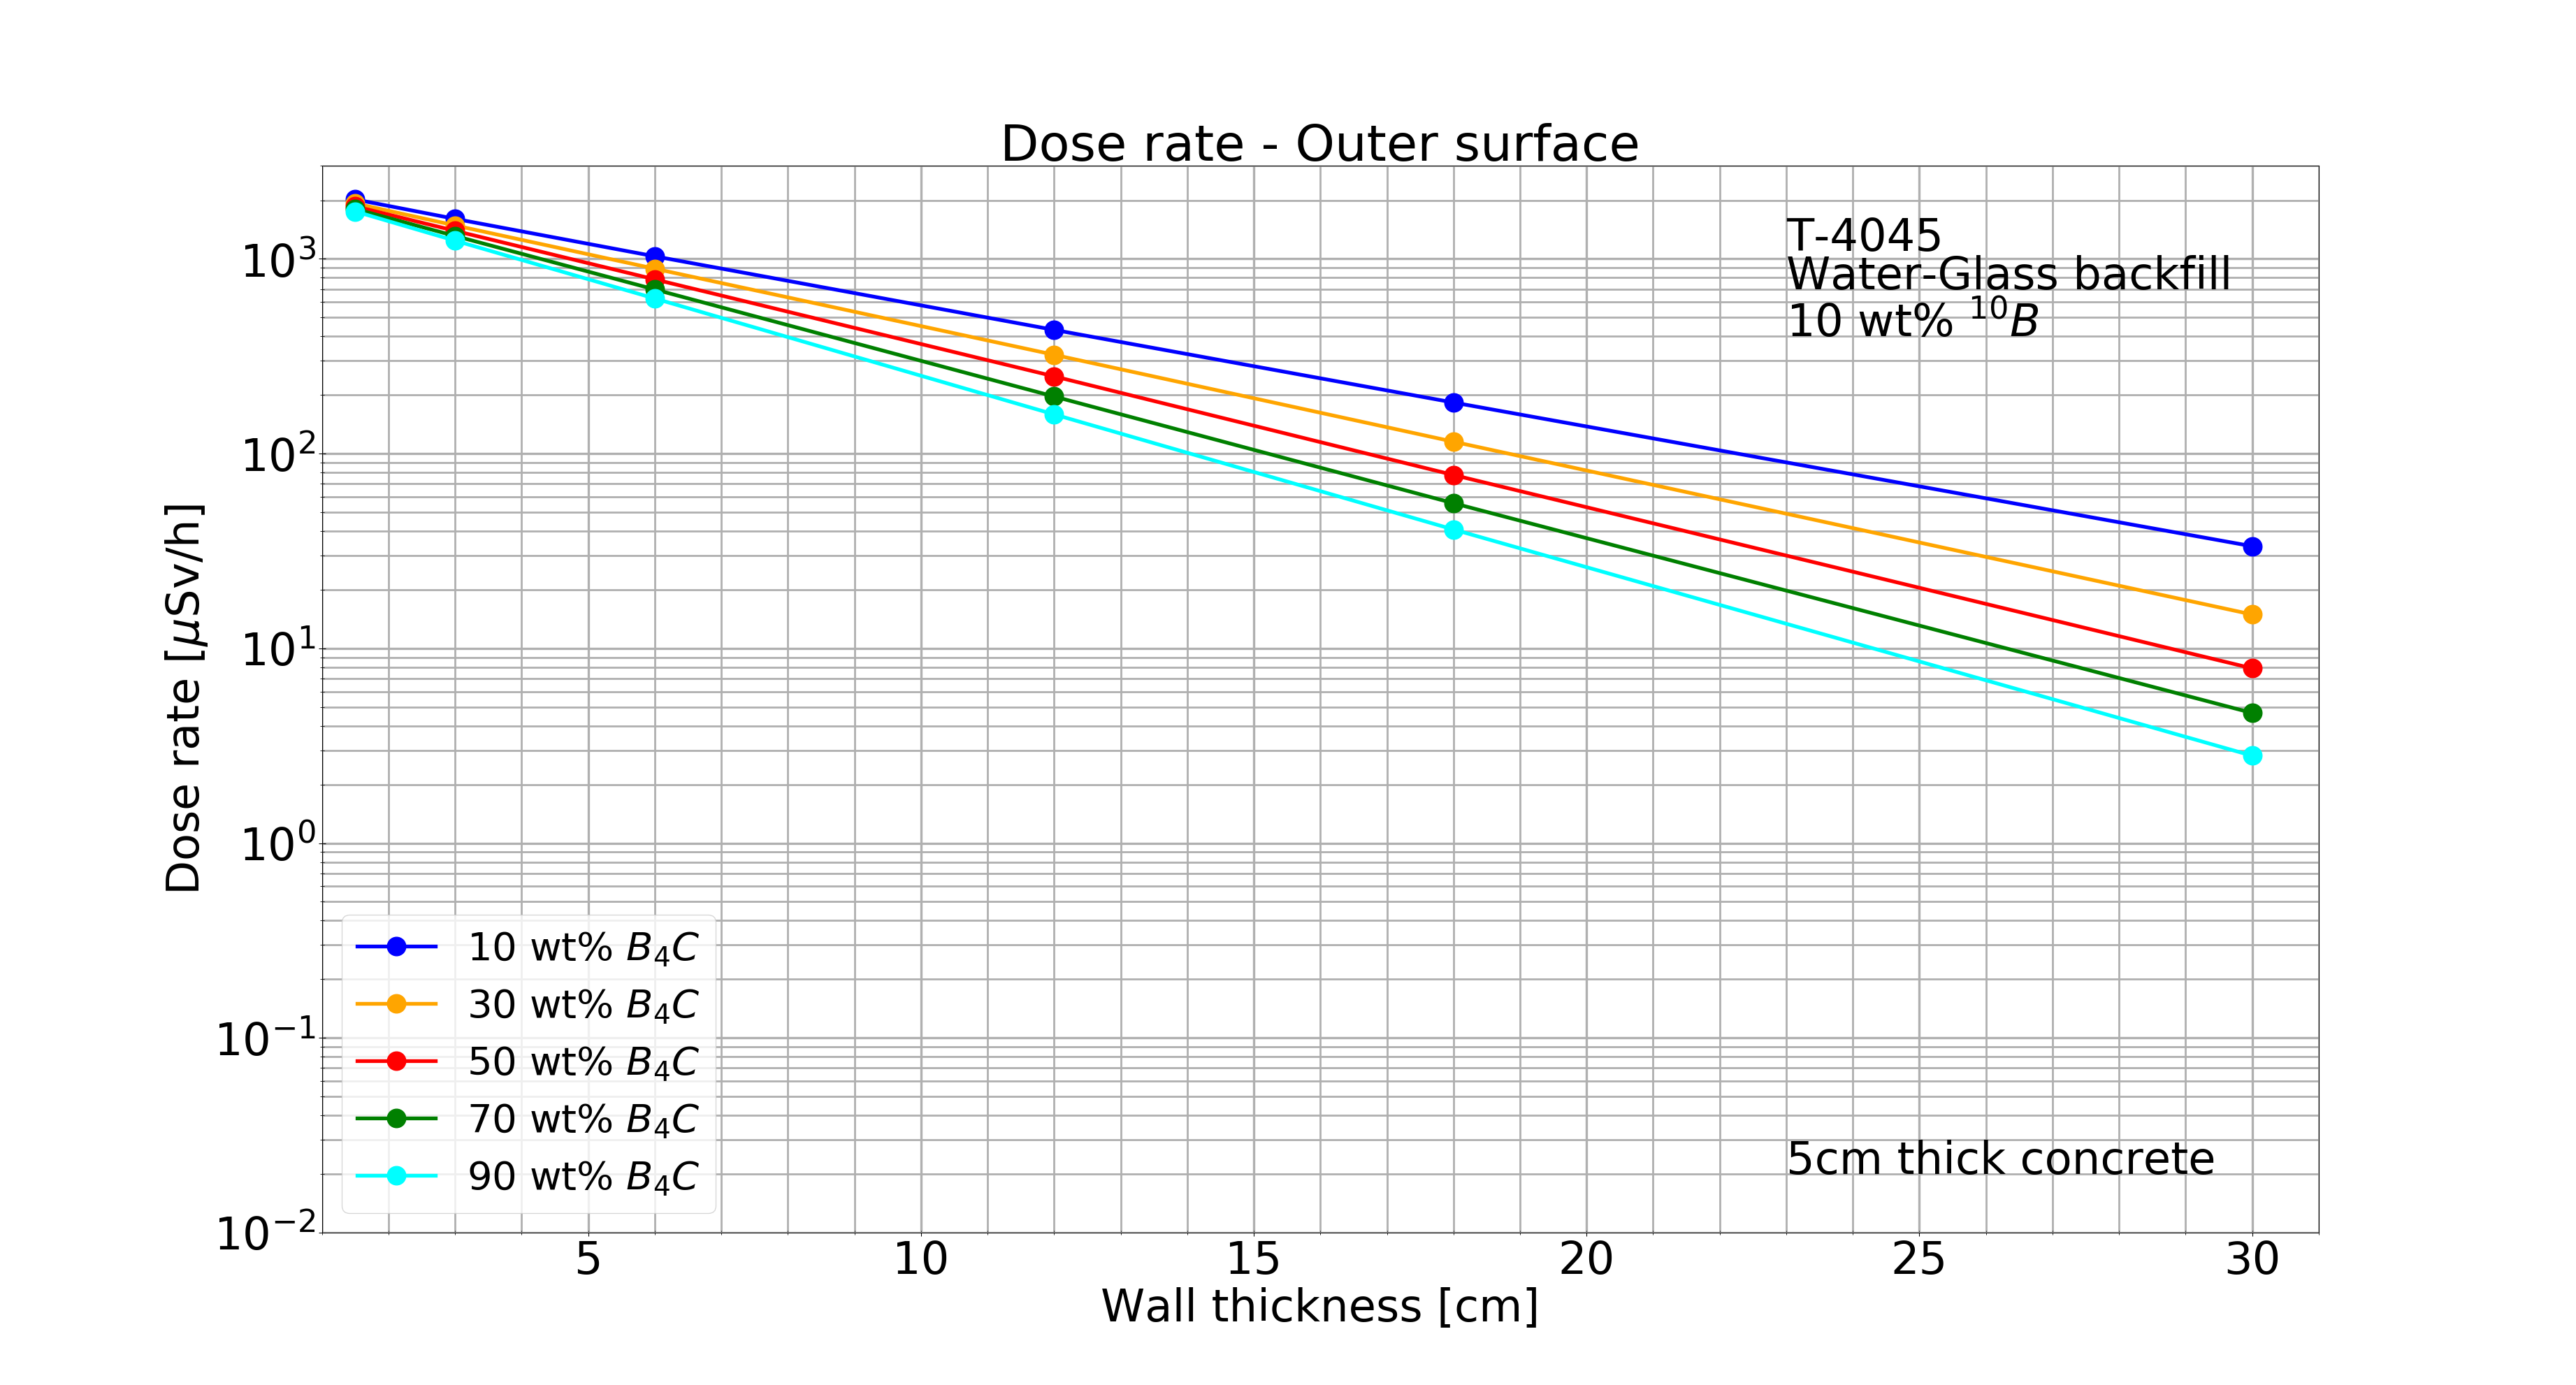 Dose rate - Outer surface
T-4045
Water-Glass backfill
10 wt% ¹⁰B
10³
10²
10¹
10⁰
10⁻¹
10⁻²
Dose rate [μSv/h]
10 wt% B₄C
30 wt% B₄C
50 wt% B₄C
70 wt% B₄C
90 wt% B₄C
5cm thick concrete
5 10 15 20 25 30
Wall thickness [cm]